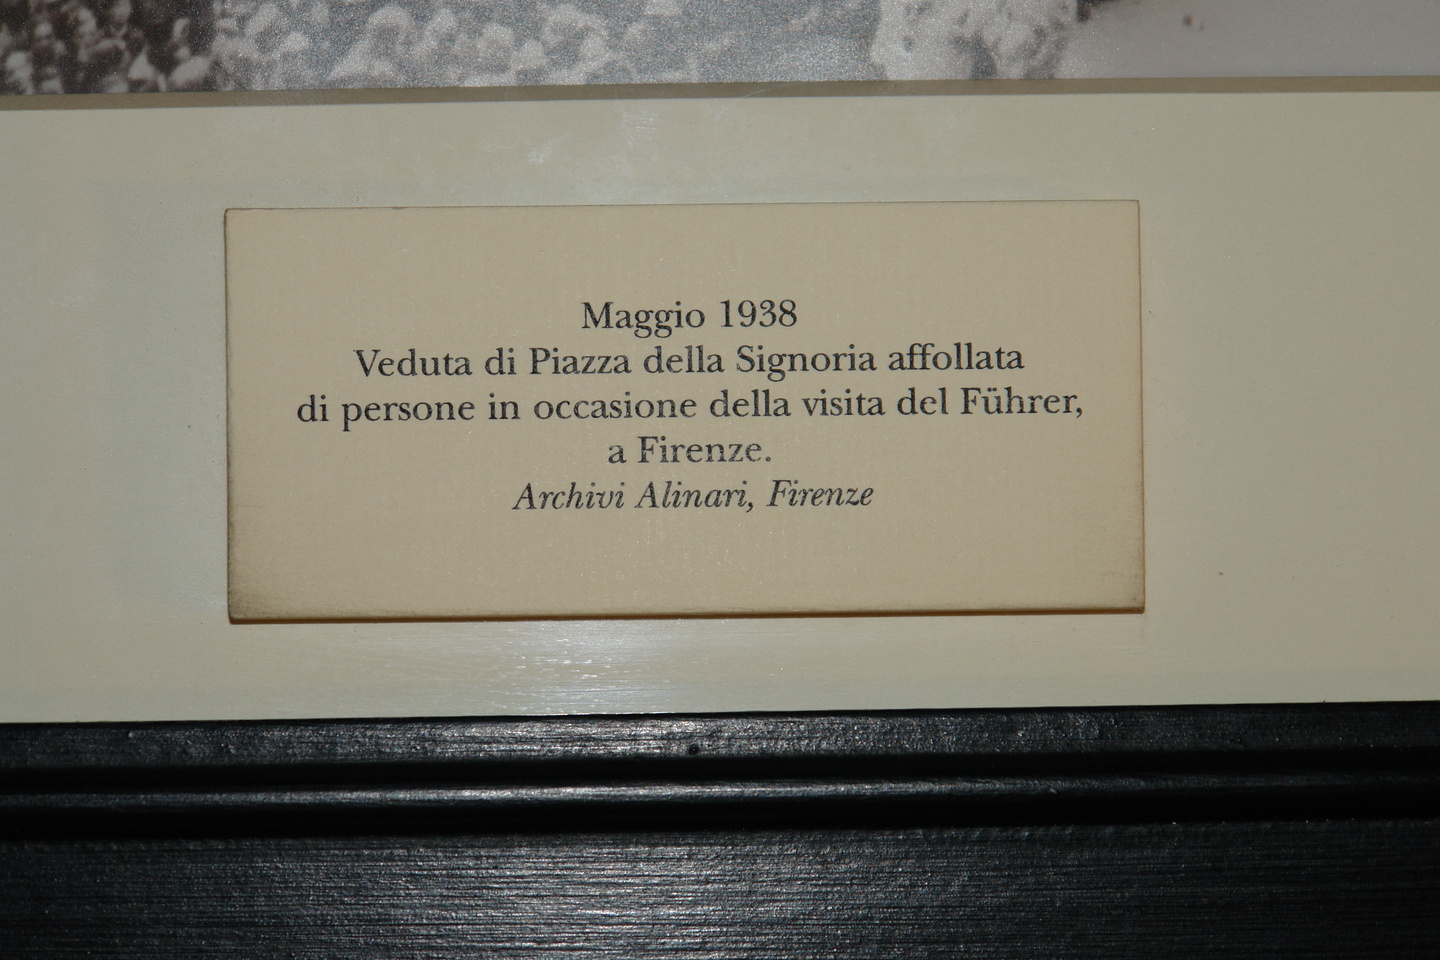 Maggio 1938
Veduta di Piazza della Signoria affollata
di persone in occasione della visita del Führer,
a Firenze.
Archivi Alinari, Firenze